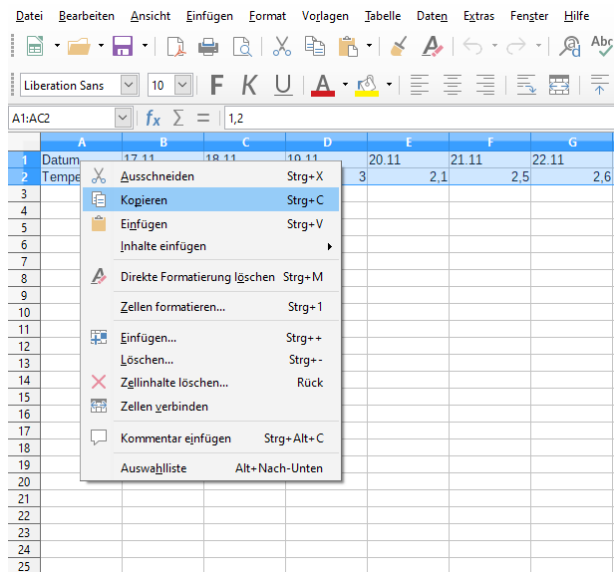 Datei Bearbeiten Ansicht Einfügen Format Vorlagen Tabelle Daten Extras Fenster Hilfe
Abc
Liberation Sans 10 F K U A
A1:AC2 fx Σ = 1,2
A B C D E F G
1 Datum 17.11 18.11 19.11 20.11 21.11 22.11
2 Tempe 3 2,1 2,5 2,6
Ausschneiden Strg+X
3
Kopieren Strg+C
4
Einfügen Strg+V
5
6
Inhalte einfügen
7
Direkte Formatierung löschen Strg+M
8
9
Zellen formatieren... Strg+1
10
11
Einfügen... Strg++
12
Löschen... Strg+-
13
Zellinhalte löschen... Rück
14
15
Zellen verbinden
16
17
Kommentar einfügen Strg+Alt+C
18
19
Auswahlliste Alt+Nach-Unten
20
21
22
23
24
25